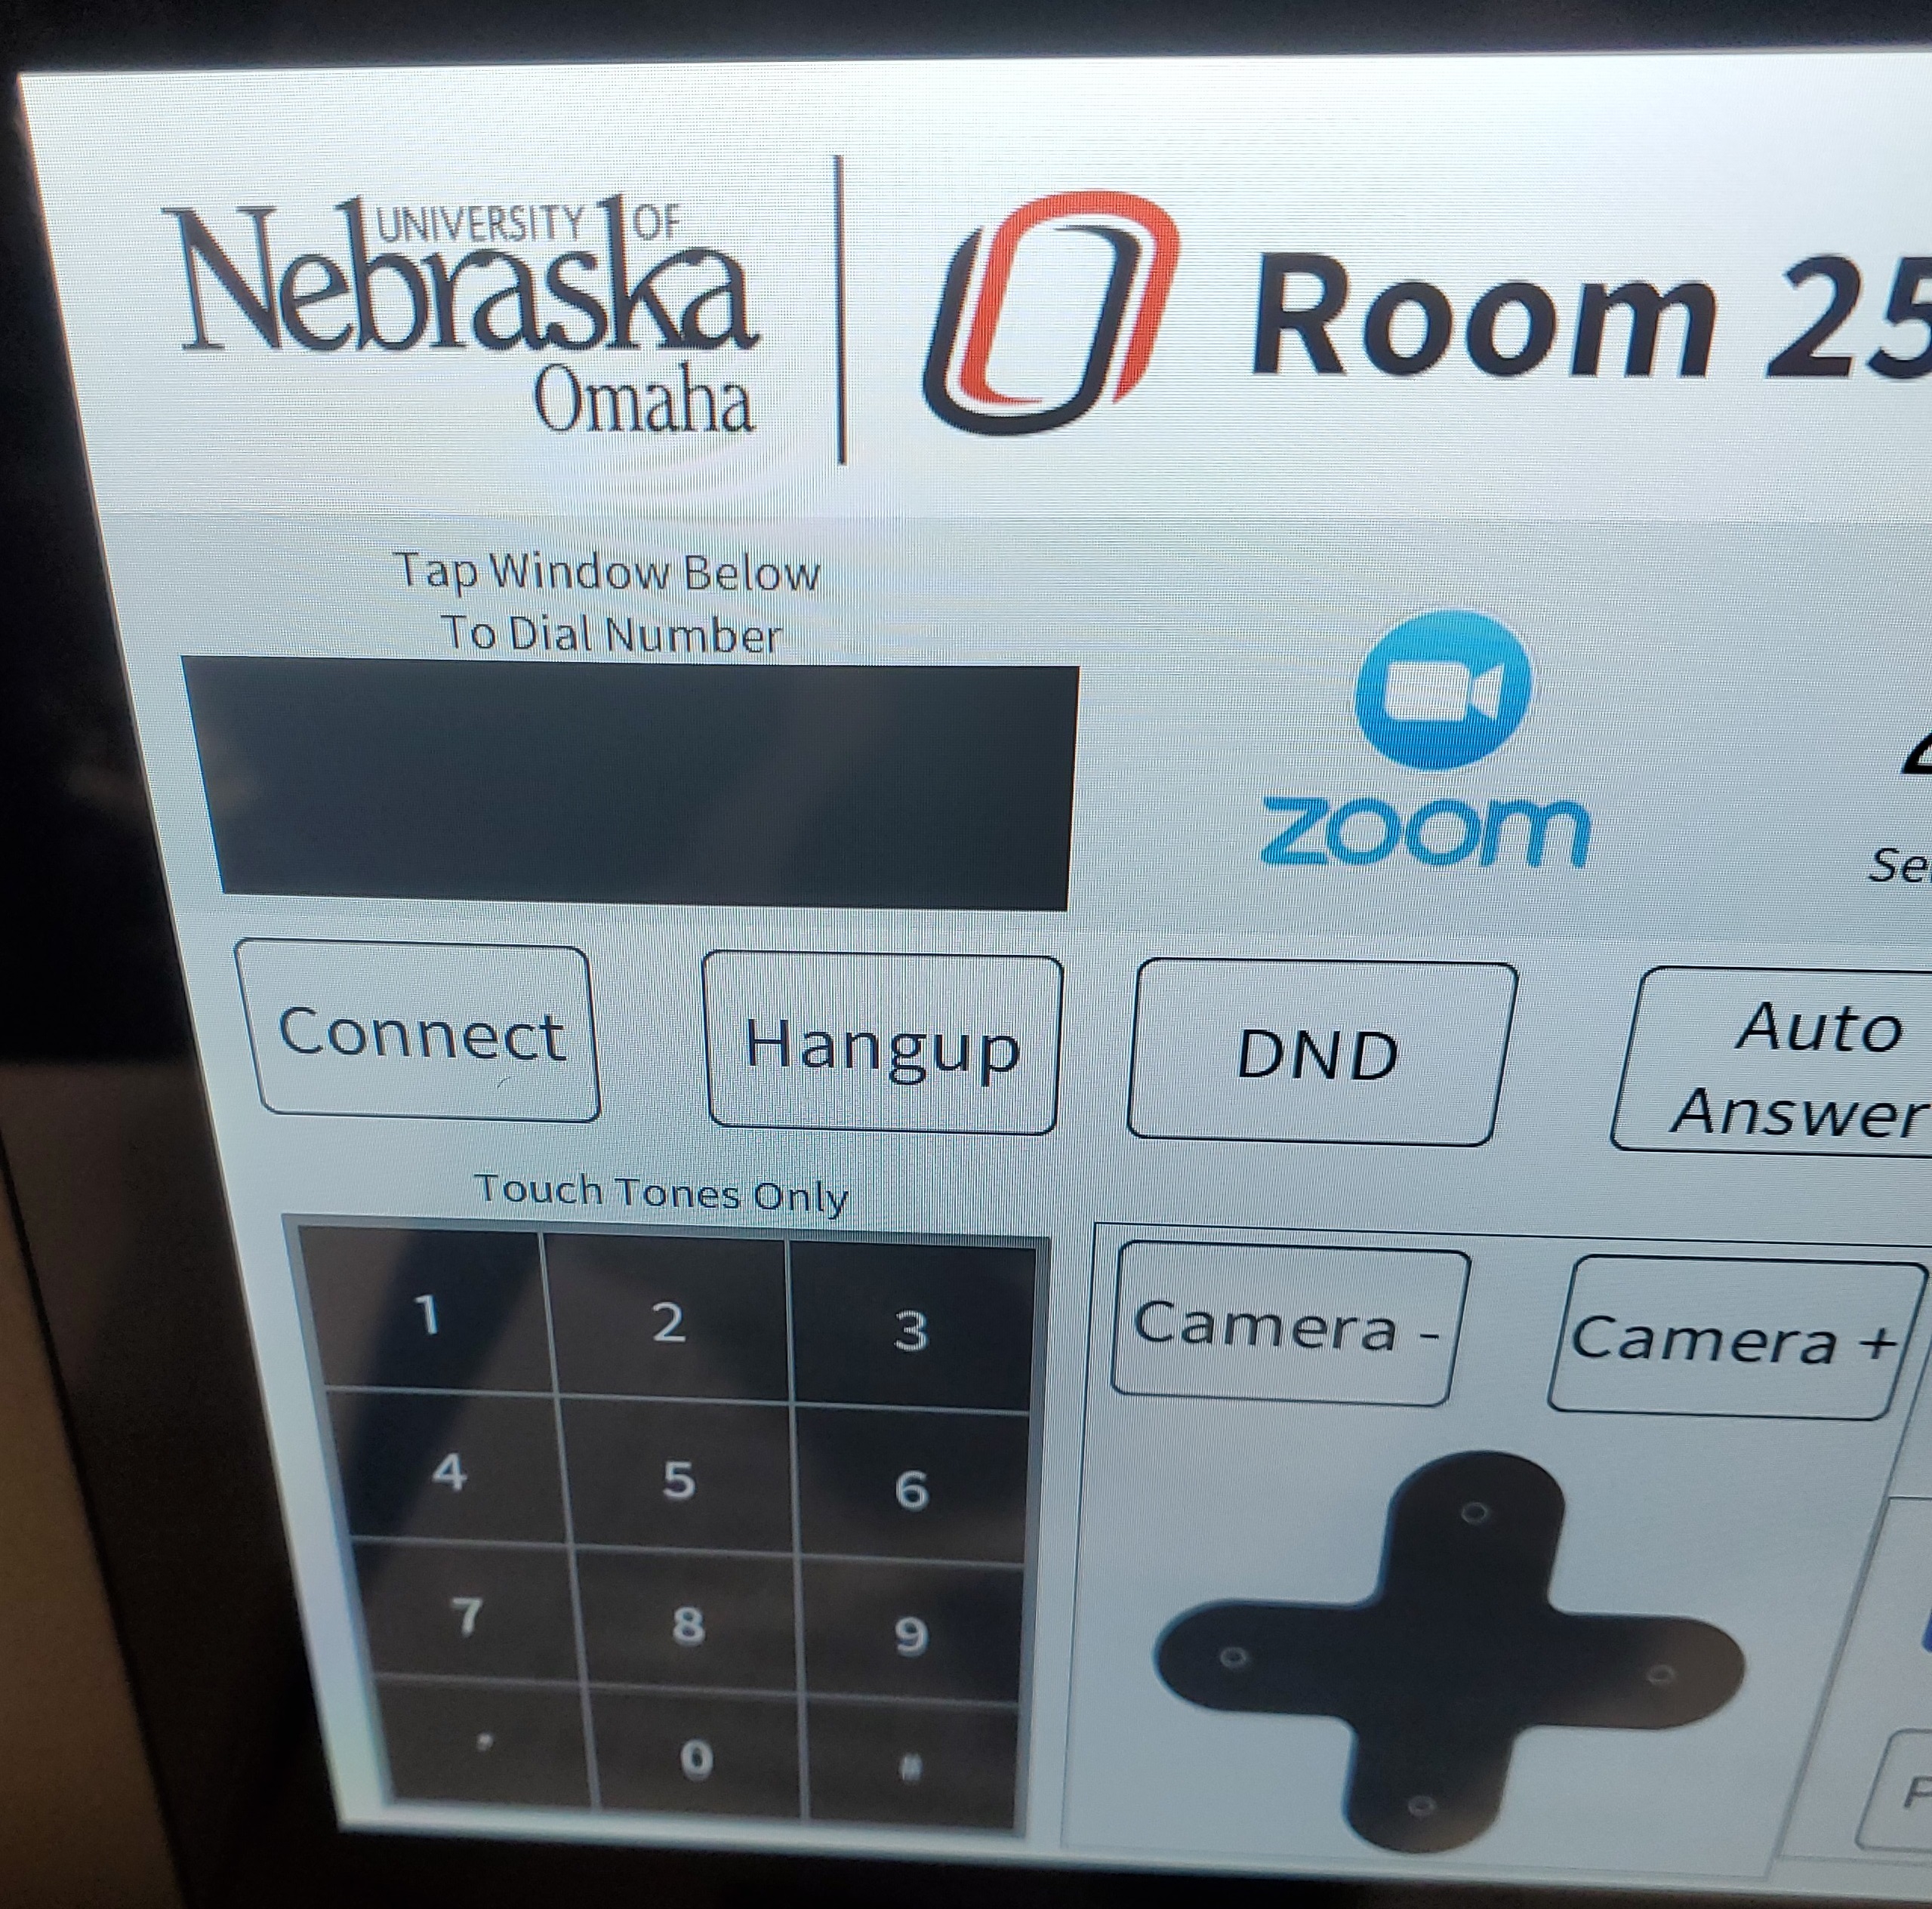 UNIVERSITY OF
Nebraska
Omaha
Room 25
Tap Window Below
To Dial Number
zoom
Connect
Hangup
DND
Auto
Answer
Touch Tones Only
1 2 3
4 5 6
7 8 9
0 #
Camera -
Camera +